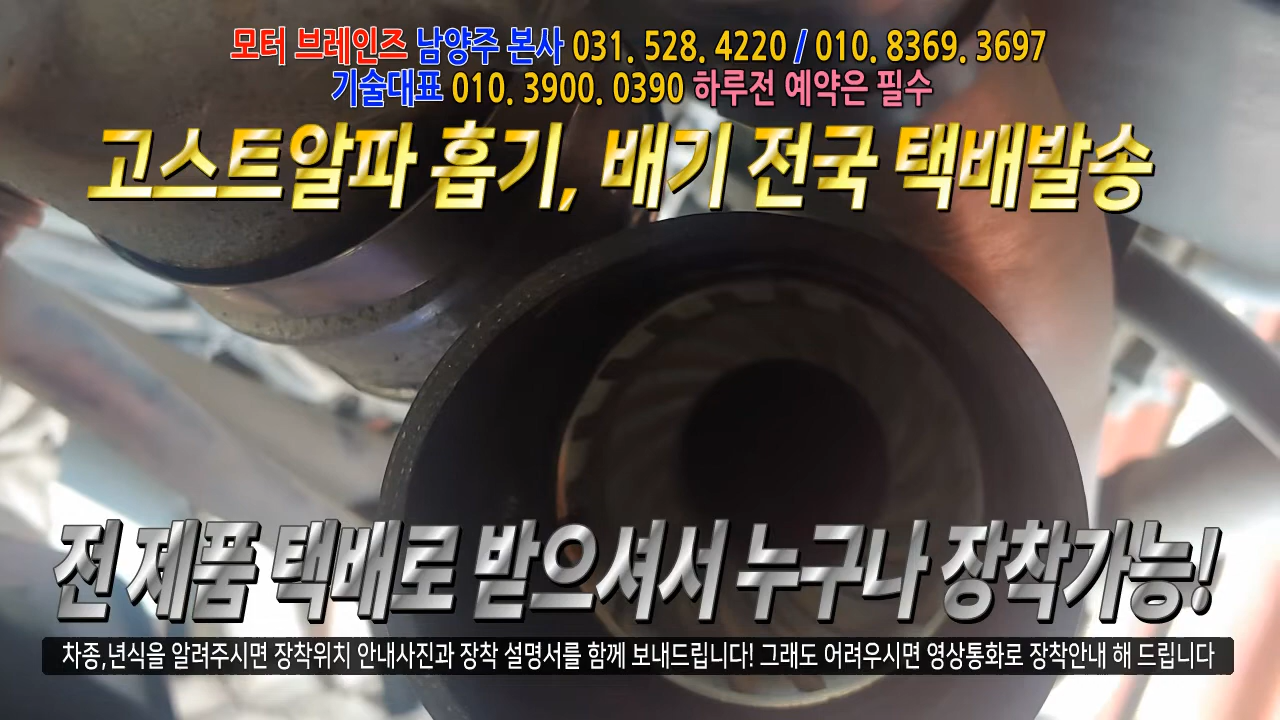 모터 브레인즈 남양주 본사 031. 528. 4220 / 010. 8369. 3697
기술대표 010. 3900. 0390 하루전 예약은 필수
고스트알파 흡기, 배기 전국 택배발송
전 제품 택배로 받으셔서 누구나 장착가능!
차종,년식을 알려주시면 장착위치 안내사진과 장착 설명서를 함께 보내드립니다! 그래도 어려우시면 영상통화로 장착안내 해 드립니다